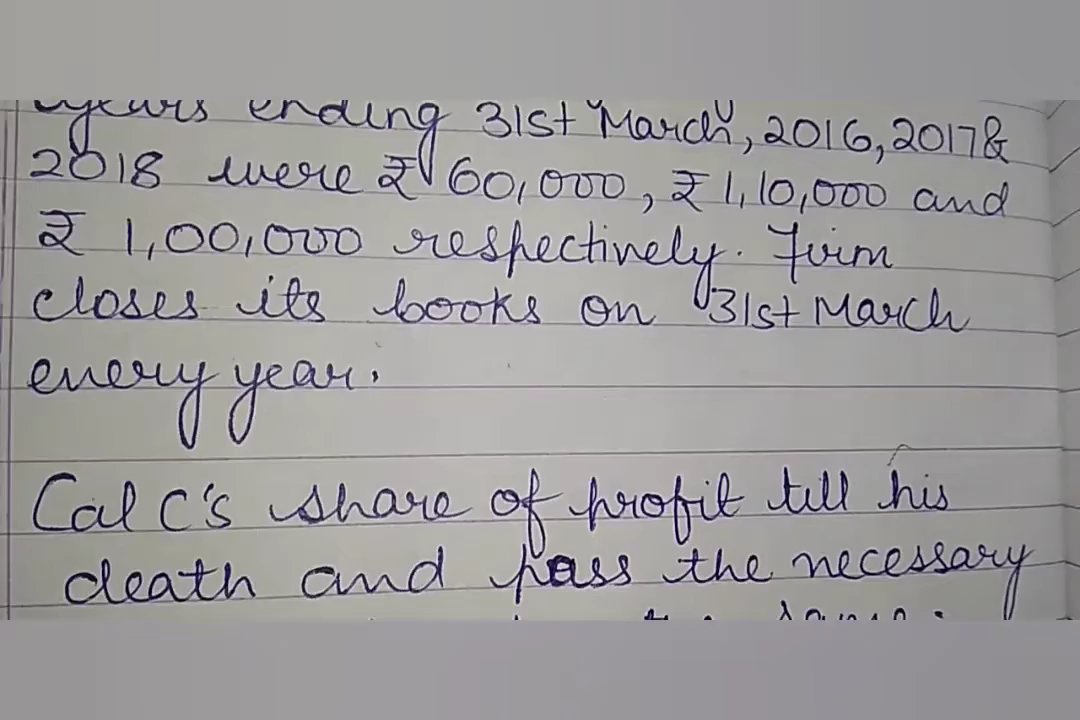 years ending 31st March, 2016, 2017 &
2018 were ₹ 60,000, ₹ 1,10,000 and
₹ 1,00,000 respectively. Firm
closes its books on 31st March
every year.
Cal C's share of profit till his
death and pass the necessary